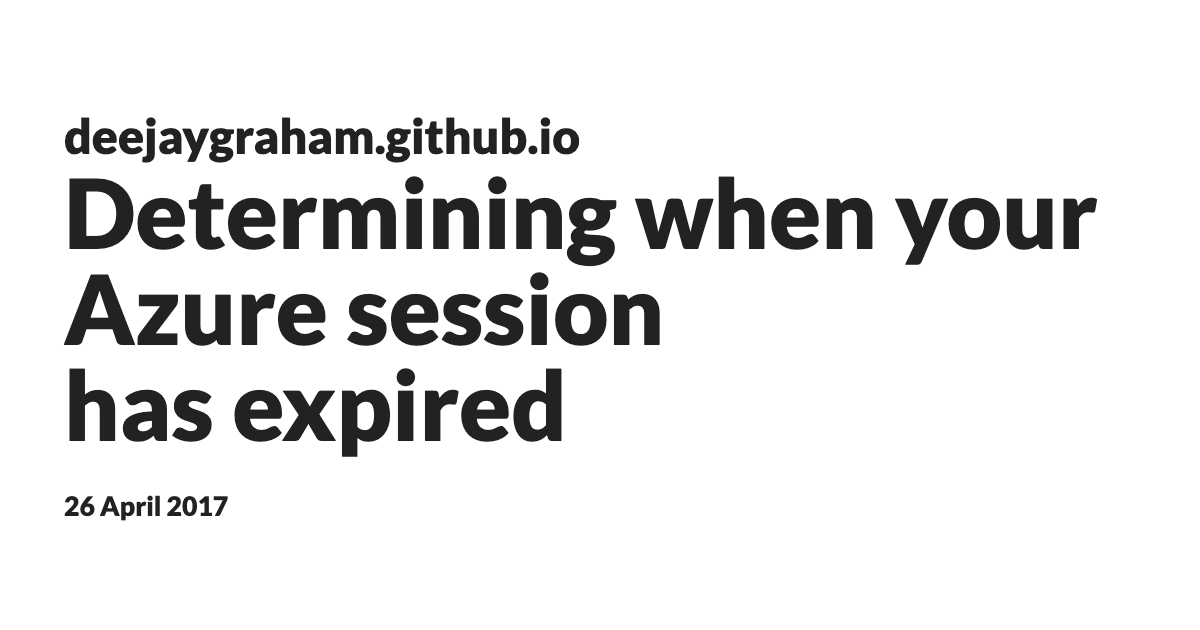 deejaygraham.github.io
Determining when your
Azure session
has expired
26 April 2017